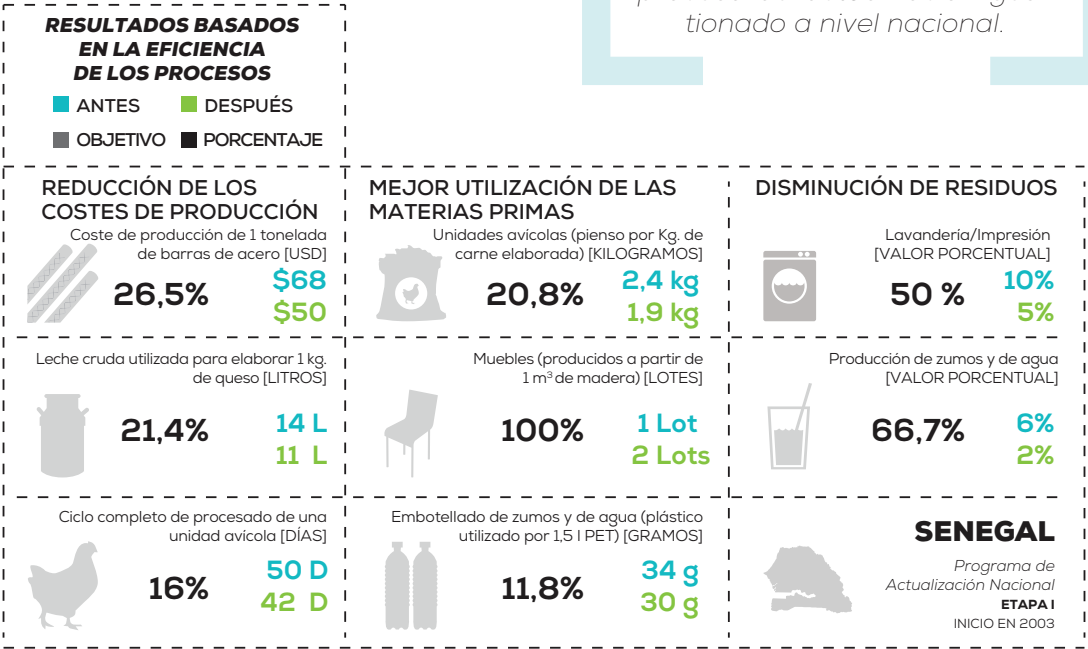 tionado a nivel nacional.
RESULTADOS BASADOS
EN LA EFICIENCIA
DE LOS PROCESOS
ANTES DESPUÉS
OBJETIVO PORCENTAJE
REDUCCIÓN DE LOS
COSTES DE PRODUCCIÓN
Coste de producción de 1 tonelada
de barras de acero [USD]
26,5%
$68
$50
Leche cruda utilizada para elaborar 1 kg.
de queso [LITROS]
21,4%
14 L
11 L
Ciclo completo de procesado de una
unidad avícola [DÍAS]
16%
50 D
42 D
MEJOR UTILIZACIÓN DE LAS
MATERIAS PRIMAS
Unidades avícolas (pienso por Kg. de
carne elaborada) [KILOGRAMOS]
20,8%
2,4 kg
1,9 kg
Muebles (producidos a partir de
1 m³ de madera) [LOTES]
100%
1 Lot
2 Lots
Embotellado de zumos y de agua (plástico
utilizado por 1,5 l PET) [GRAMOS]
11,8%
34 g
30 g
DISMINUCIÓN DE RESIDUOS
Lavandería/Impresión
[VALOR PORCENTUAL]
50 %
10%
5%
Producción de zumos y de agua
[VALOR PORCENTUAL]
66,7%
6%
2%
SENEGAL
Programa de
Actualización Nacional
ETAPA I
INICIO EN 2003